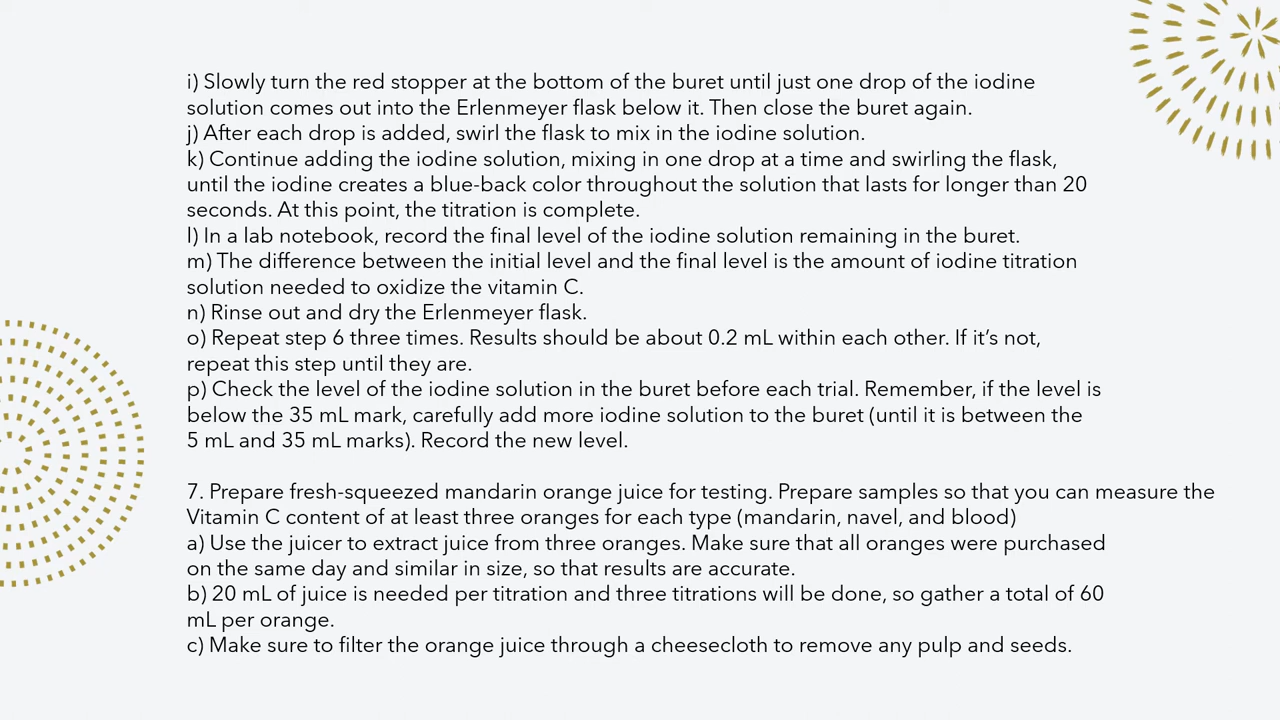 i) Slowly turn the red stopper at the bottom of the buret until just one drop of the iodine
solution comes out into the Erlenmeyer flask below it. Then close the buret again.
j) After each drop is added, swirl the flask to mix in the iodine solution.
k) Continue adding the iodine solution, mixing in one drop at a time and swirling the flask,
until the iodine creates a blue-back color throughout the solution that lasts for longer than 20
seconds. At this point, the titration is complete.
l) In a lab notebook, record the final level of the iodine solution remaining in the buret.
m) The difference between the initial level and the final level is the amount of iodine titration
solution needed to oxidize the vitamin C.
n) Rinse out and dry the Erlenmeyer flask.
o) Repeat step 6 three times. Results should be about 0.2 mL within each other. If it’s not,
repeat this step until they are.
p) Check the level of the iodine solution in the buret before each trial. Remember, if the level is
below the 35 mL mark, carefully add more iodine solution to the buret (until it is between the
5 mL and 35 mL marks). Record the new level.
7. Prepare fresh-squeezed mandarin orange juice for testing. Prepare samples so that you can measure the
Vitamin C content of at least three oranges for each type (mandarin, navel, and blood)
a) Use the juicer to extract juice from three oranges. Make sure that all oranges were purchased
on the same day and similar in size, so that results are accurate.
b) 20 mL of juice is needed per titration and three titrations will be done, so gather a total of 60
mL per orange.
c) Make sure to filter the orange juice through a cheesecloth to remove any pulp and seeds.